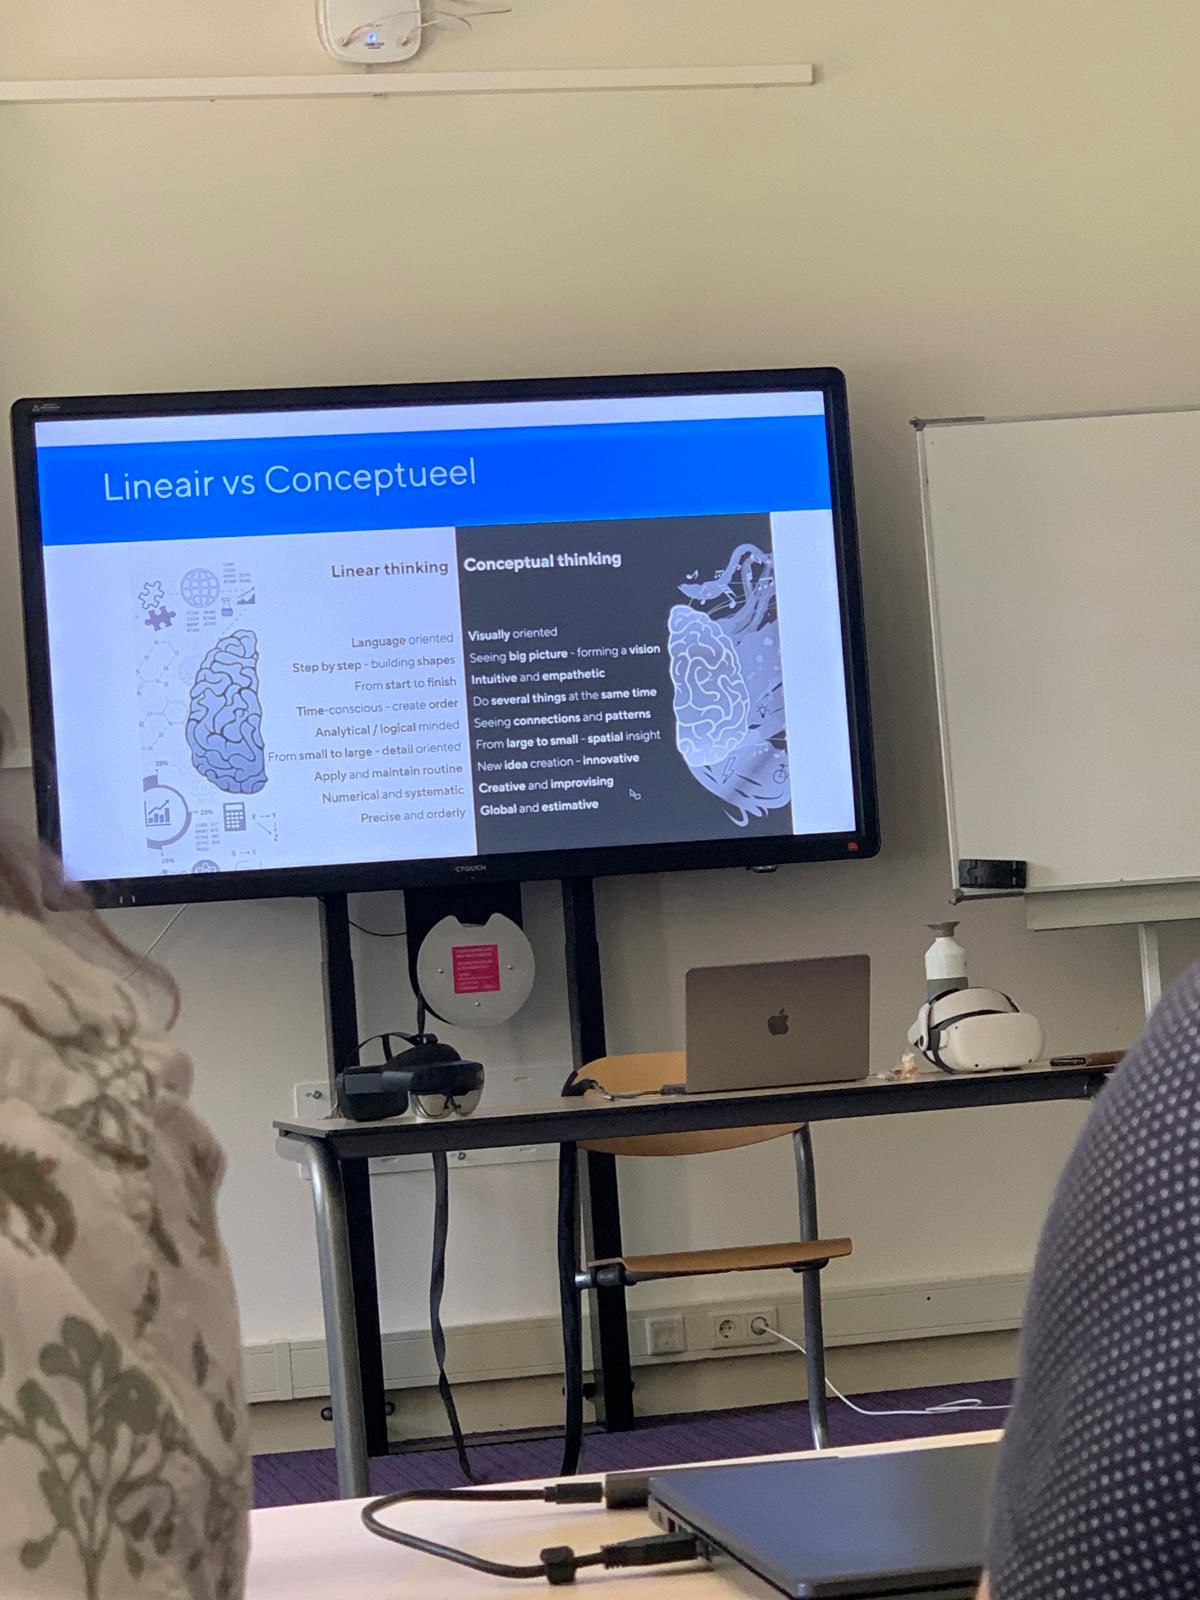 Lineair vs Conceptueel
Linear thinking
Language oriented
Step by step - building shapes
From start to finish
Time-conscious - create order
Analytical / logical minded
From small to large - detail oriented
Apply and maintain routine
Numerical and systematic
Precise and orderly
Conceptual thinking
Visually oriented
Seeing big picture - forming a vision
Intuitive and empathetic
Do several things at the same time
Seeing connections and patterns
From large to small - spatial insight
New idea creation - innovative
Creative and improvising
Global and estimative
20%
X → Y
X → Y
CTOUCH